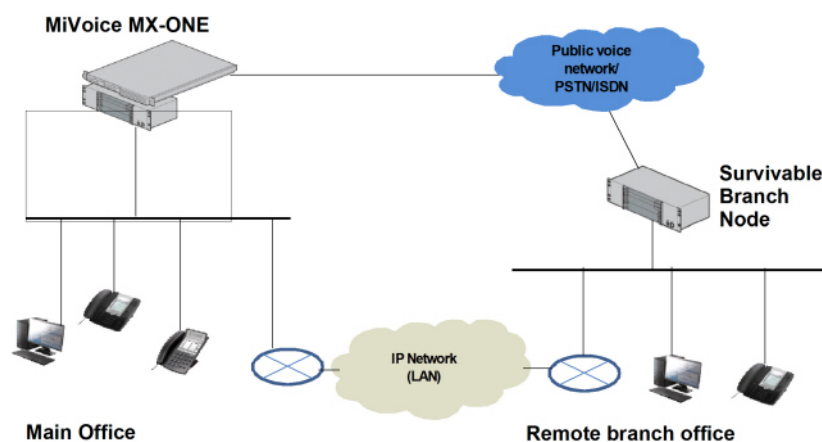 MiVoice MX-ONE
Public voice
network/
PSTN/ISDN
Survivable
Branch
Node
IP Network
(LAN)
Main Office
Remote branch office